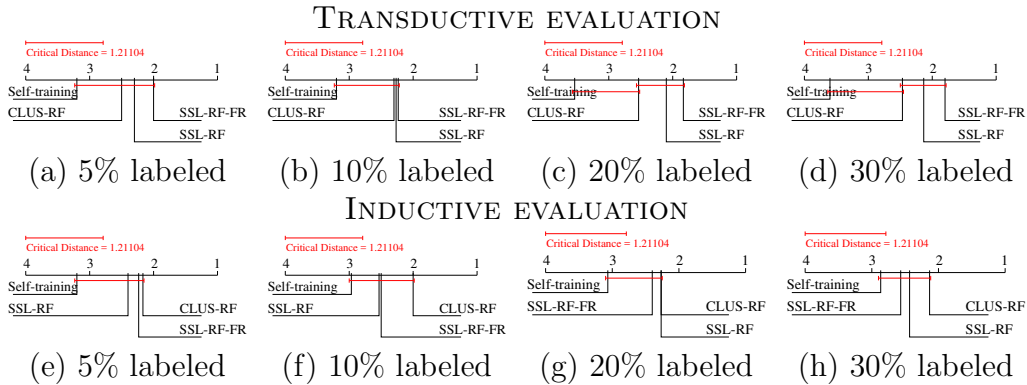 TRANSDUCTIVE EVALUATION
Critical Distance = 1.21104
4 3 2 1
Self-training
CLUS-RF SSL-RF-FR
SSL-RF
(a) 5% labeled
Critical Distance = 1.21104
4 3 2 1
Self-training
CLUS-RF SSL-RF-FR
SSL-RF
(b) 10% labeled
Critical Distance = 1.21104
4 3 2 1
Self-training
CLUS-RF SSL-RF-FR
SSL-RF
(c) 20% labeled
Critical Distance = 1.21104
4 3 2 1
Self-training
CLUS-RF SSL-RF-FR
SSL-RF
(d) 30% labeled
INDUCTIVE EVALUATION
Critical Distance = 1.21104
4 3 2 1
Self-training
SSL-RF CLUS-RF
SSL-RF-FR
(e) 5% labeled
Critical Distance = 1.21104
4 3 2 1
Self-training
SSL-RF CLUS-RF
SSL-RF-FR
(f) 10% labeled
Critical Distance = 1.21104
4 3 2 1
Self-training
SSL-RF-FR CLUS-RF
SSL-RF
(g) 20% labeled
Critical Distance = 1.21104
4 3 2 1
Self-training
SSL-RF-FR CLUS-RF
SSL-RF
(h) 30% labeled